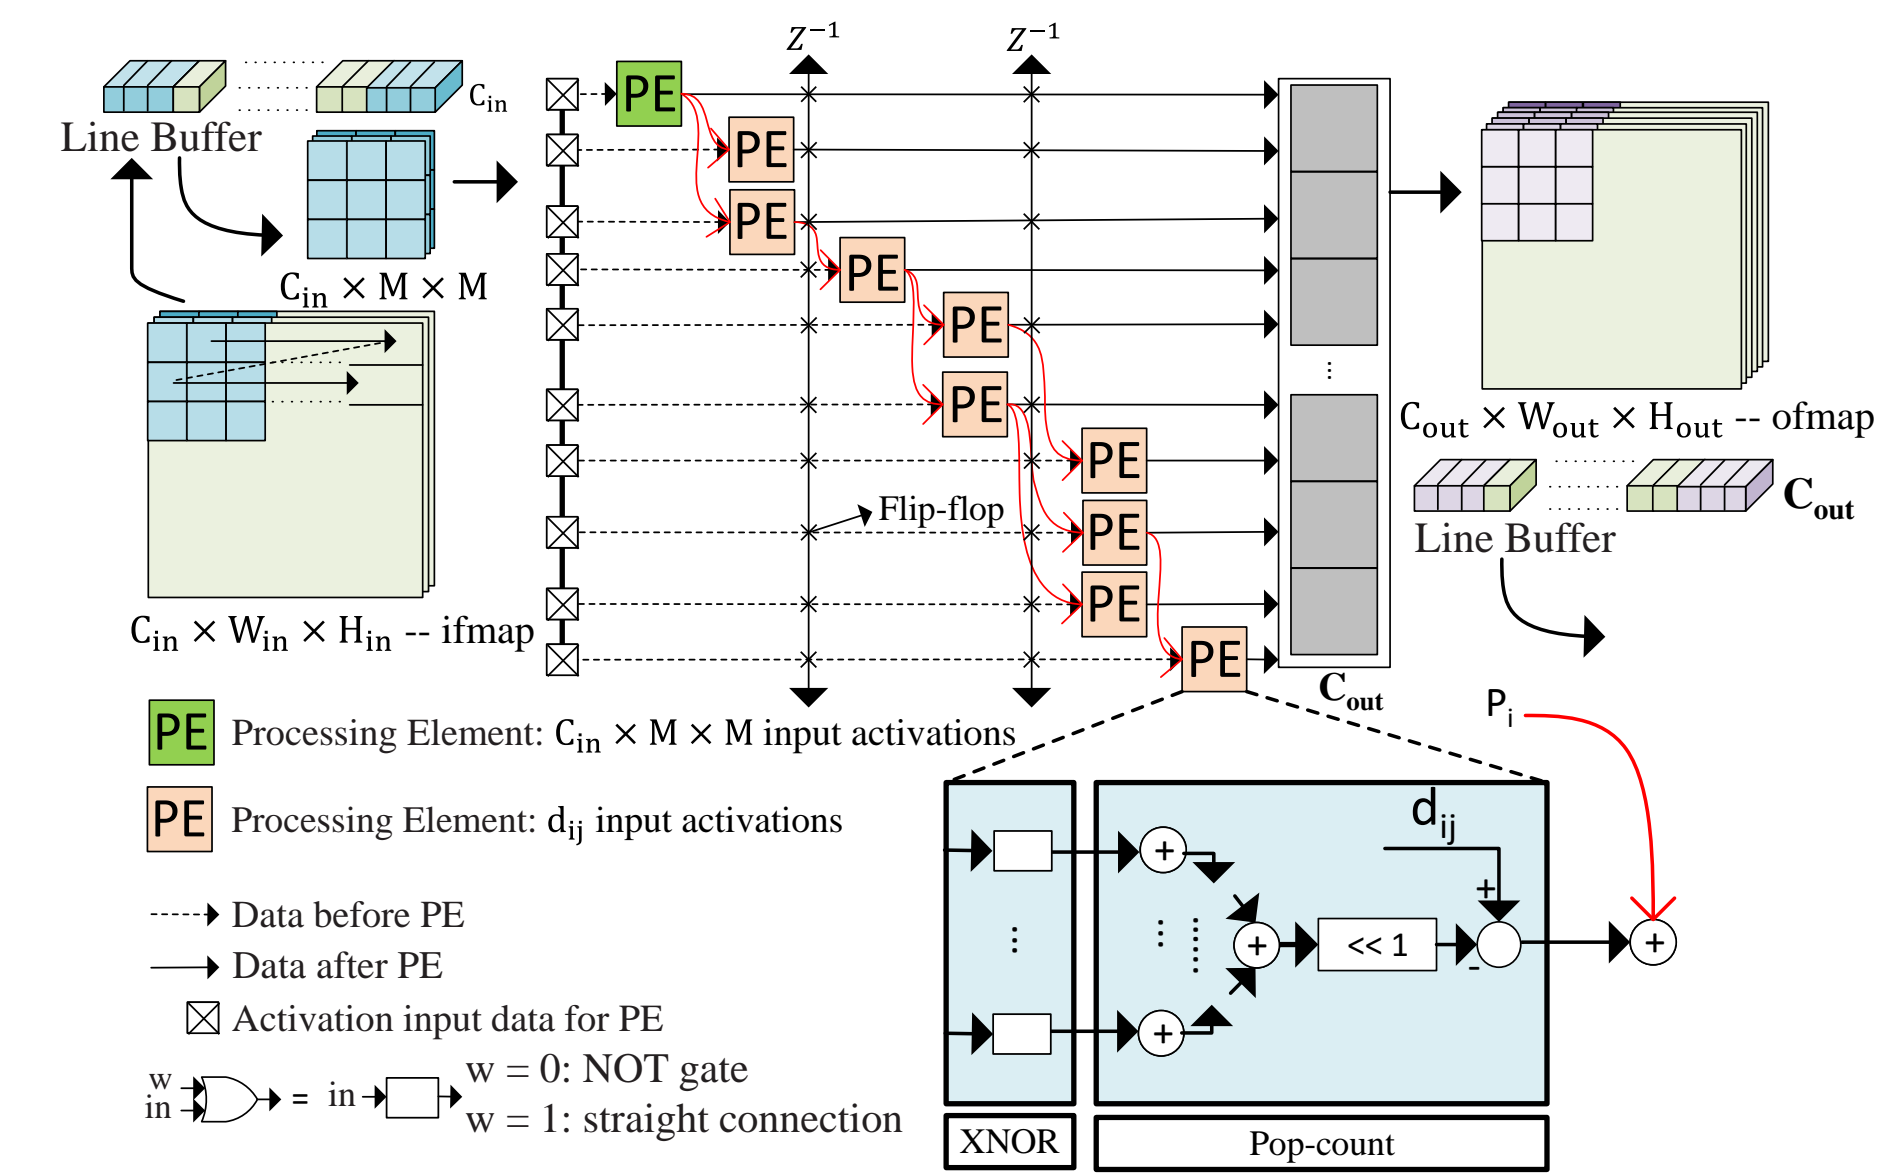 Z⁻¹
Z⁻¹
C_in
Line Buffer
C_in × M × M
C_in × W_in × H_in -- ifmap
PE
PE
PE
PE
PE
PE
PE
PE
PE
PE
Flip-flop
...
C_out
C_out × W_out × H_out -- ofmap
C_out
Line Buffer
PE Processing Element: C_in × M × M input activations
PE Processing Element: d_ij input activations
Data before PE
Data after PE
Activation input data for PE
w
in
= in
w = 0: NOT gate
w = 1: straight connection
P_i
d_ij
+
+
+
<< 1
-
+
+
XNOR
Pop-count